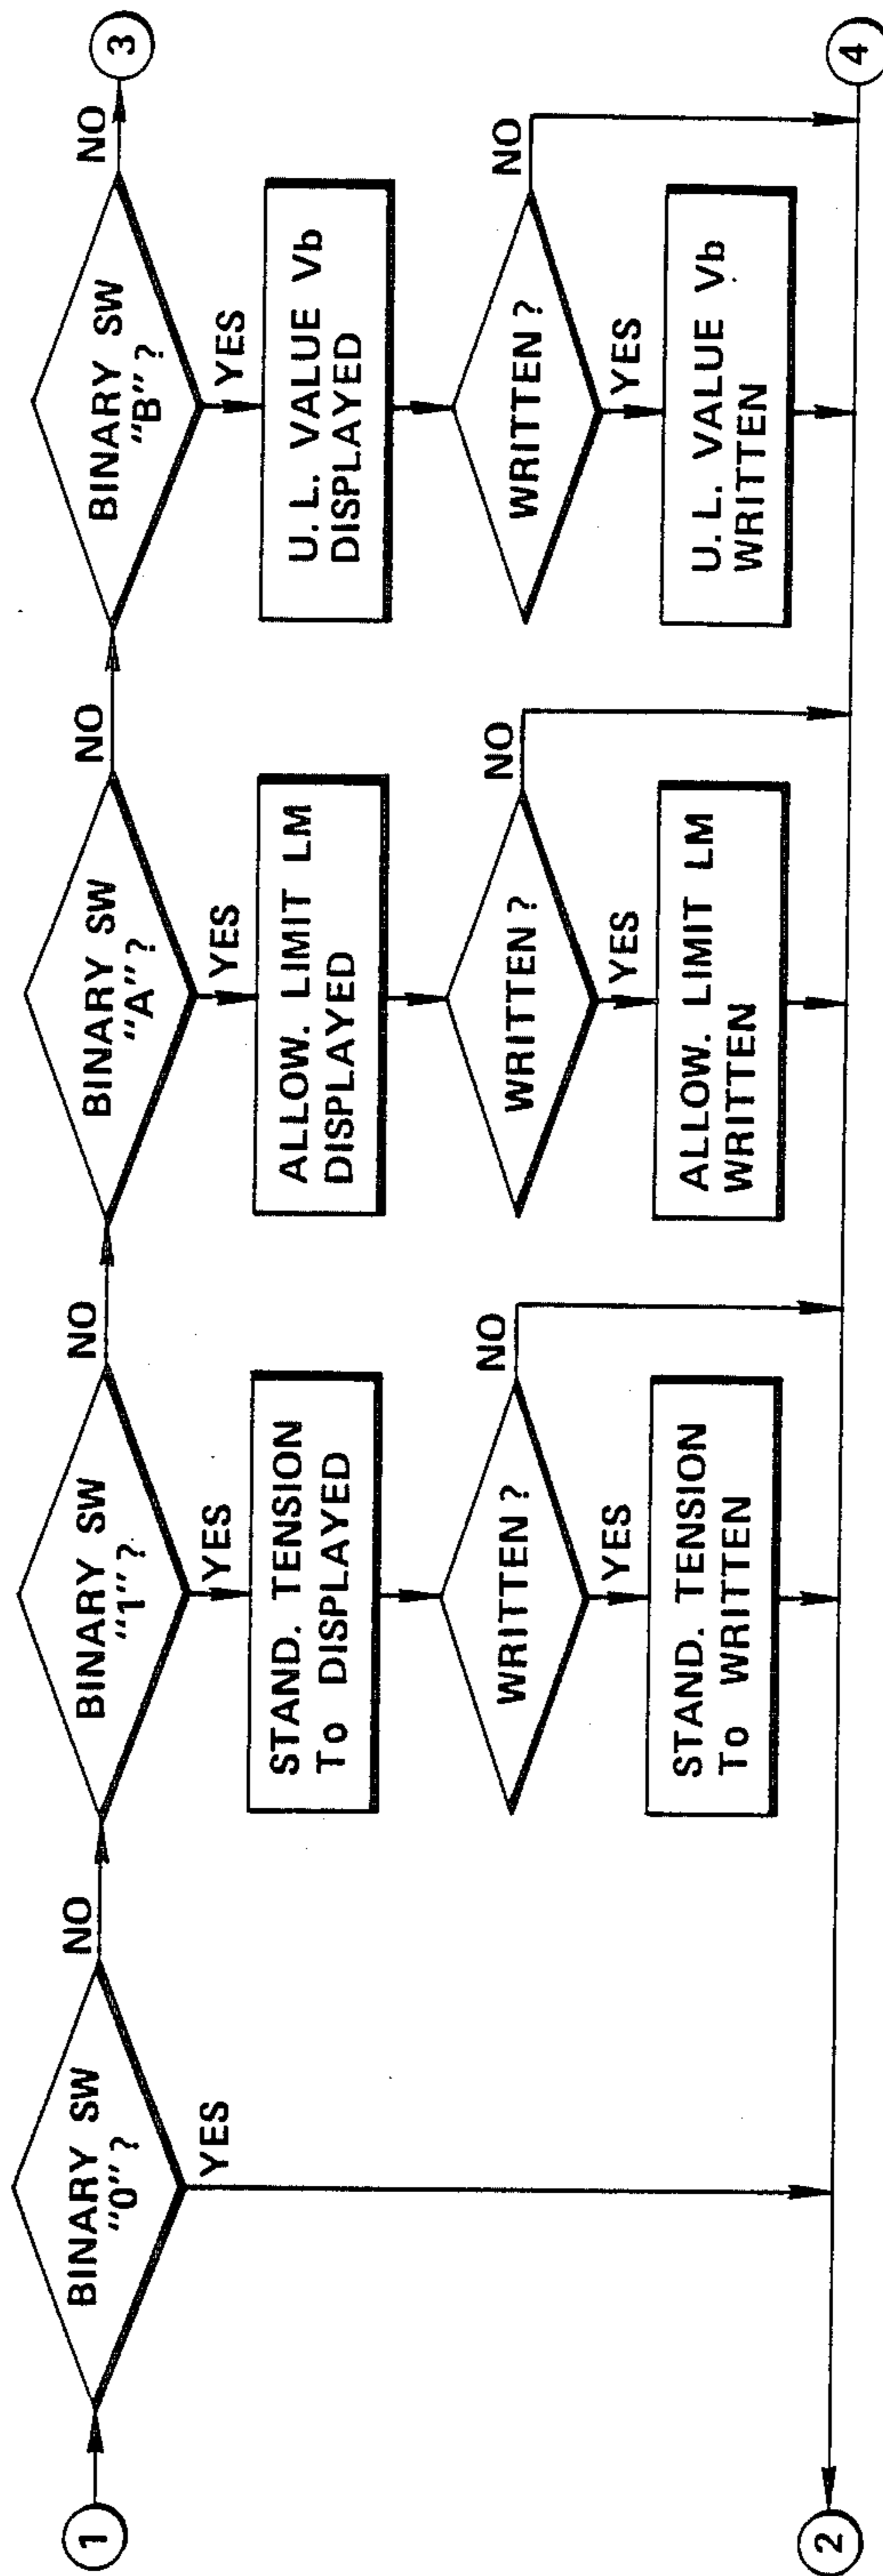 1
BINARY SW
"0"?
NO
YES
BINARY SW
"1"?
NO
YES
STAND. TENSION
To DISPLAYED
WRITTEN?
NO
YES
STAND. TENSION
To WRITTEN
BINARY SW
"A"?
NO
YES
ALLOW. LIMIT LM
DISPLAYED
WRITTEN?
NO
YES
ALLOW. LIMIT LM
WRITTEN
BINARY SW
"B"?
NO
YES
U. L. VALUE Vb
DISPLAYED
WRITTEN?
NO
YES
U. L. VALUE Vb
WRITTEN
3
2
4